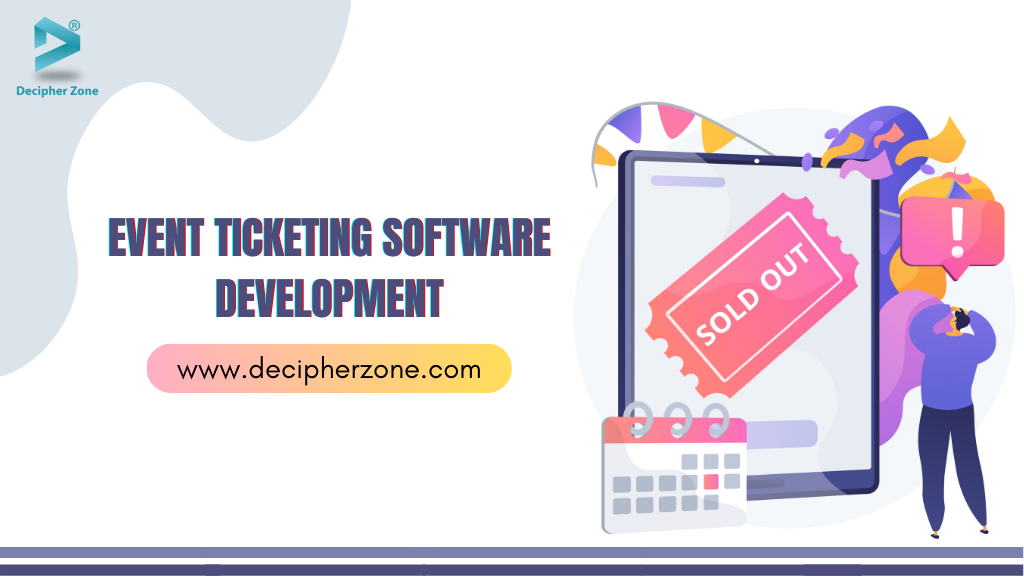 ®
Decipher Zone
EVENT TICKETING SOFTWARE
DEVELOPMENT
www.decipherzone.com
SOLD OUT
!